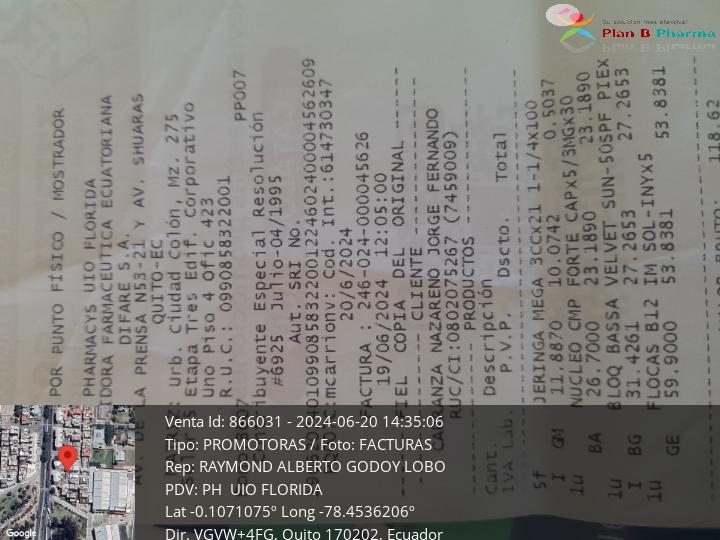 Su solución más efectiva!
Plan B Pharma
POR PUNTO FÍSICO / MOSTRADOR
PHARMACYS UIO FLORIDA
IDORA FARMACEUTICA ECUATORIANA
DIFARE S.A.
AV. DE LA PRENSA N53-21 Y AV. SHUARAS
QUITO-EC
Urb. Ciudad Colón, MZ. 275
Etapa Tres Edif. Corporativo
Uno Piso 4 Ofic 423
R.U.C.: 0990858322001
PP007
Contribuyente Especial Resolución
#6925 Julio-04/1995
Aut. SRI No.
mcarrionv: Cod. Int.:614730347
20/6/2024
FACTURA : 246-024-000045626
19/06/2024 12:05:00
FIEL COPIA DEL ORIGINAL
CLIENTE
CARRANZA NAZARENO JORGE FERNANDO
RUC/CI:0802075267 (7459009)
PRODUCTOS
Cant. Descripción
IVA Lab. P.V.P. Dscto. Total
5f JERINGA MEGA 3CCx21 1-1/4x100
I GM 11.8870 10.0742 0.5037
1u NUCLEO CMP FORTE CAPx5/3MGx30
BA 26.7000 23.1890 23.1890
1u BLOQ BASSA VELVET SUN-50SPF PIEx
I BG 31.4261 27.2653 27.2653
1u FLOCAS B12 IM SOL-INYx5
GE 59.9000 53.8381 53.8381
118.62
Venta Id: 866031 - 2024-06-20 14:35:06
Tipo: PROMOTORAS / Foto: FACTURAS
Rep: RAYMOND ALBERTO GODOY LOBO
PDV: PH UIO FLORIDA
Lat -0.1071075º Long -78.4536206º
Dir. VGVW+4FG, Quito 170202, Ecuador
Google